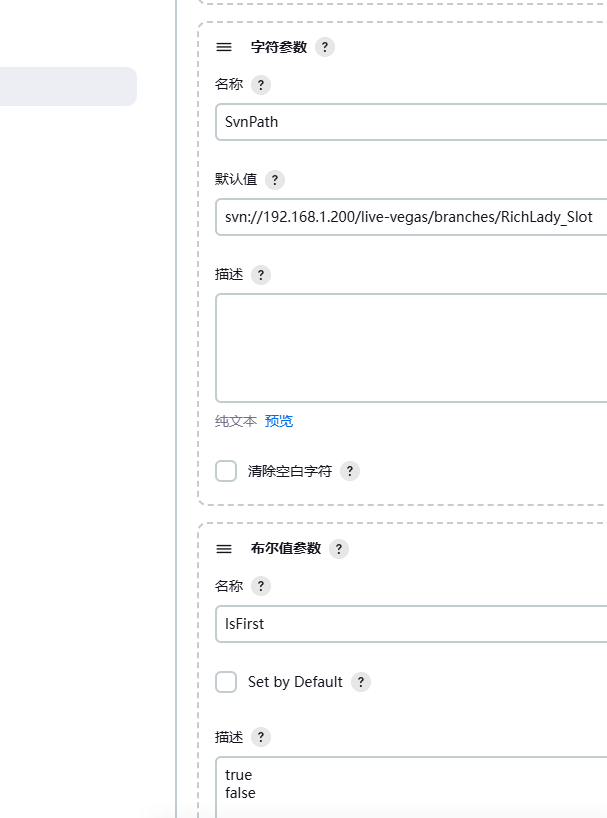 字符参数 ?
名称 ?
SvnPath
默认值 ?
svn://192.168.1.200/live-vegas/branches/RichLady_Slot
描述 ?
纯文本 预览
清除空白字符 ?
布尔值参数 ?
名称 ?
IsFirst
Set by Default ?
描述 ?
true
false